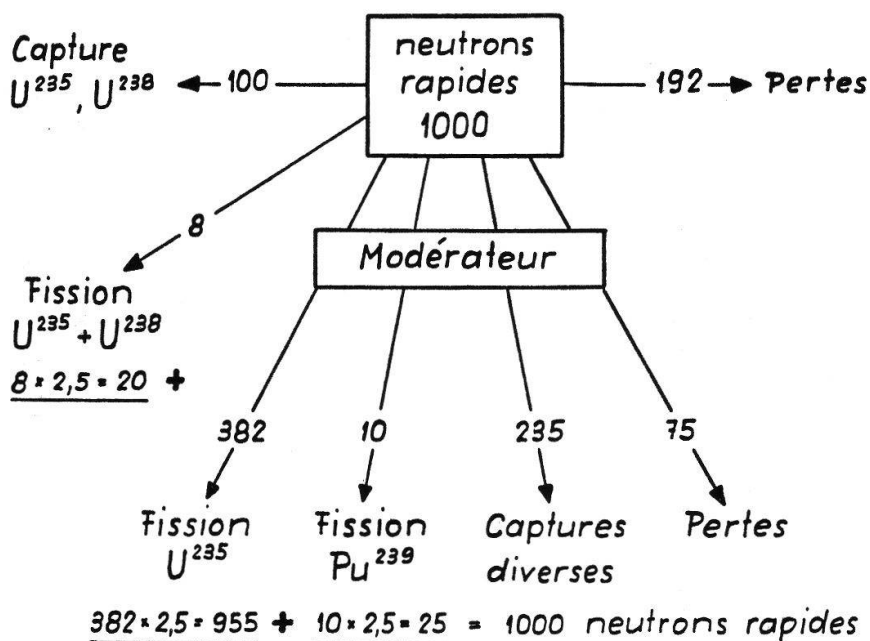 Capture
U²³⁵, U²³⁸
100
neutrons
rapides
1000
192
Pertes
8
Modérateur
Fission
U²³⁵ + U²³⁸
8 × 2,5 = 20 +
382
10
235
75
Fission
U²³⁵
Fission
Pu²³⁹
Captures
diverses
Pertes
382 × 2,5 = 955 + 10 × 2,5 = 25 = 1000 neutrons rapides